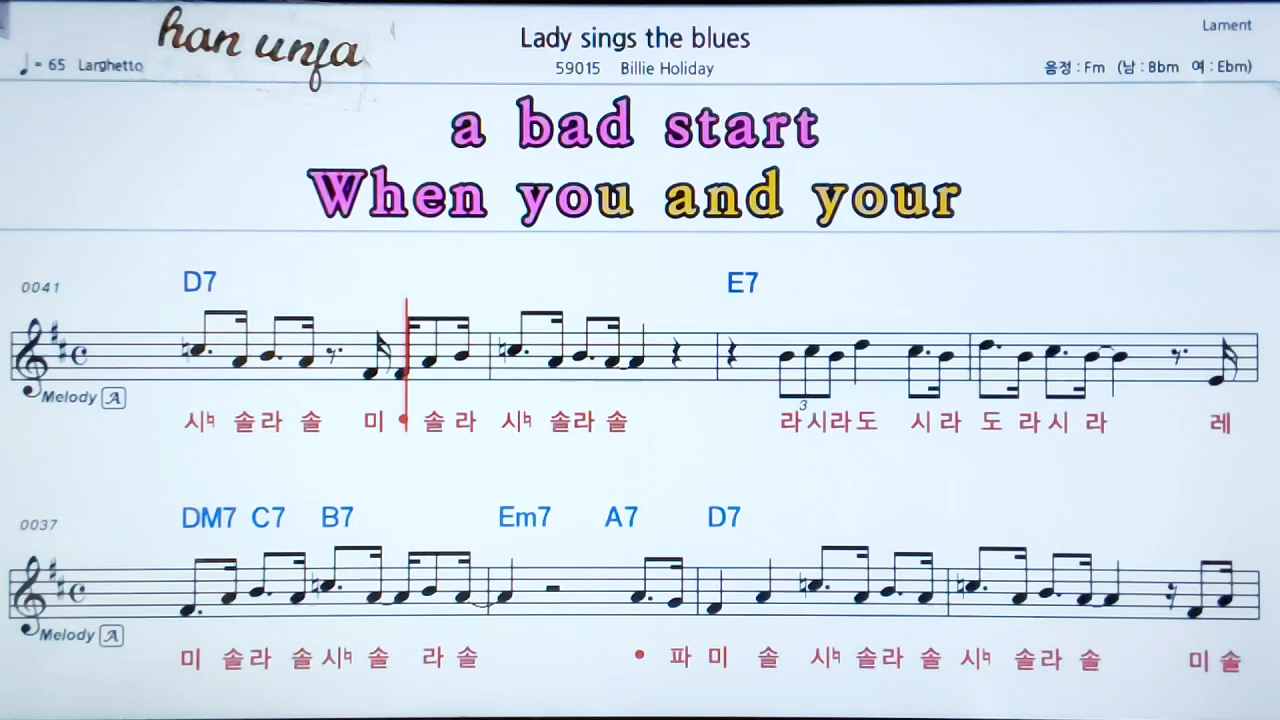 han unfa
Lady sings the blues
Lament
♩ = 65 Larghetto
59015 Billie Holiday
음정 : Fm (남 : Bbm 여 : Ebm)
a bad start
When you and your
0041
D7 E7
3
Melody A
시♮ 솔 라 솔 미 • 솔 라 시♮ 솔 라 솔 라 시 라 도 시 라 도 라 시 라 레
0037
DM7 C7 B7 Em7 A7 D7
Melody A
미 솔 라 솔 시♮ 솔 라 솔 • 파 미 솔 시♮ 솔 라 솔 시♮ 솔 라 솔 미 솔